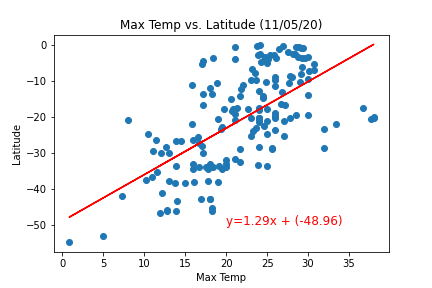 Max Temp vs. Latitude (11/05/20)
0
−10
−20
−30
−40
−50
Latitude
y=1.29x + (-48.96)
0 5 10 15 20 25 30 35
Max Temp